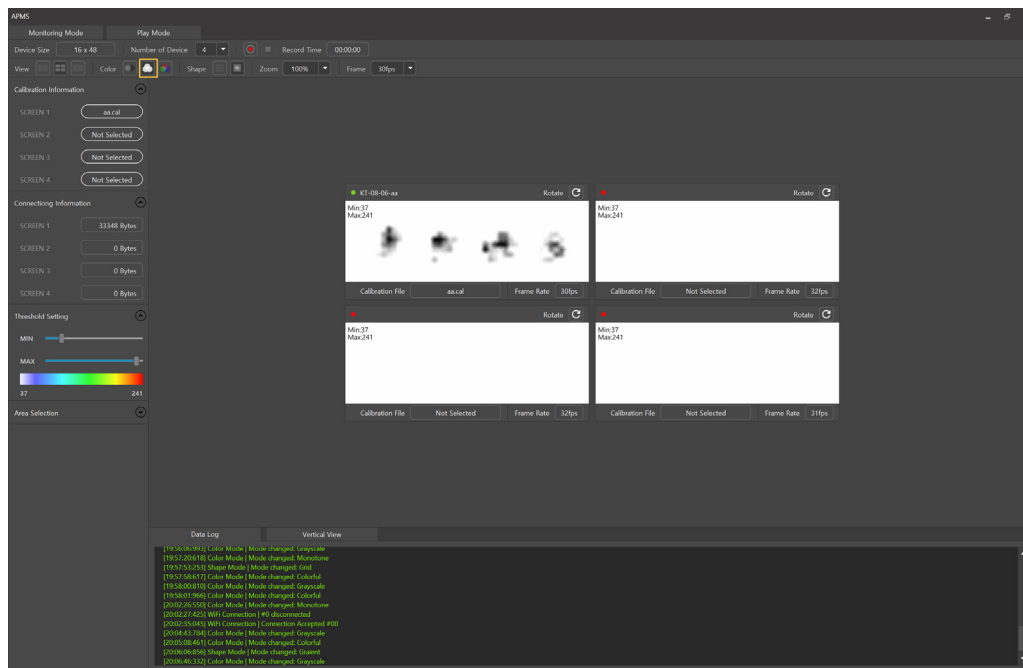 APMS
Monitoring Mode Play Mode
Device Size 16 x 48 Number of Device 4 Record Time 00:00:00
View Color Shape Zoom 100% Frame 30fps
Calibration Information
SCREEN 1 aa.cal
SCREEN 2 Not Selected
SCREEN 3 Not Selected
SCREEN 4 Not Selected
Connectiong Information
SCREEN 1 33348 Bytes
SCREEN 2 0 Bytes
SCREEN 3 0 Bytes
SCREEN 4 0 Bytes
Threshold Setting
MIN
MAX
37 241
Area Selection
KT-08-06-aa Rotate
Min:37
Max:241
Calibration File aa.cal Frame Rate 30fps
Rotate
Min:37
Max:241
Calibration File Not Selected Frame Rate 32fps
Rotate
Min:37
Max:241
Calibration File Not Selected Frame Rate 32fps
Rotate
Min:37
Max:241
Calibration File Not Selected Frame Rate 31fps
Data Log Vertical View
[19:56:06:993] Color Mode | Mode changed: Grayscale
[19:57:20:618] Color Mode | Mode changed: Monotone
[19:57:53:253] Shape Mode | Mode changed: Grid
[19:57:58:617] Color Mode | Mode changed: Colorful
[19:58:00:810] Color Mode | Mode changed: Grayscale
[19:58:01:966] Color Mode | Mode changed: Colorful
[20:02:26:550] Color Mode | Mode changed: Monotone
[20:02:27:425] WiFi Connection | #0 disconnected
[20:02:35:045] WiFi Connection | Connection Accepted #00
[20:04:43:784] Color Mode | Mode changed: Grayscale
[20:05:08:461] Color Mode | Mode changed: Colorful
[20:06:06:856] Shape Mode | Mode changed: Graient
[20:06:46:332] Color Mode | Mode changed: Grayscale